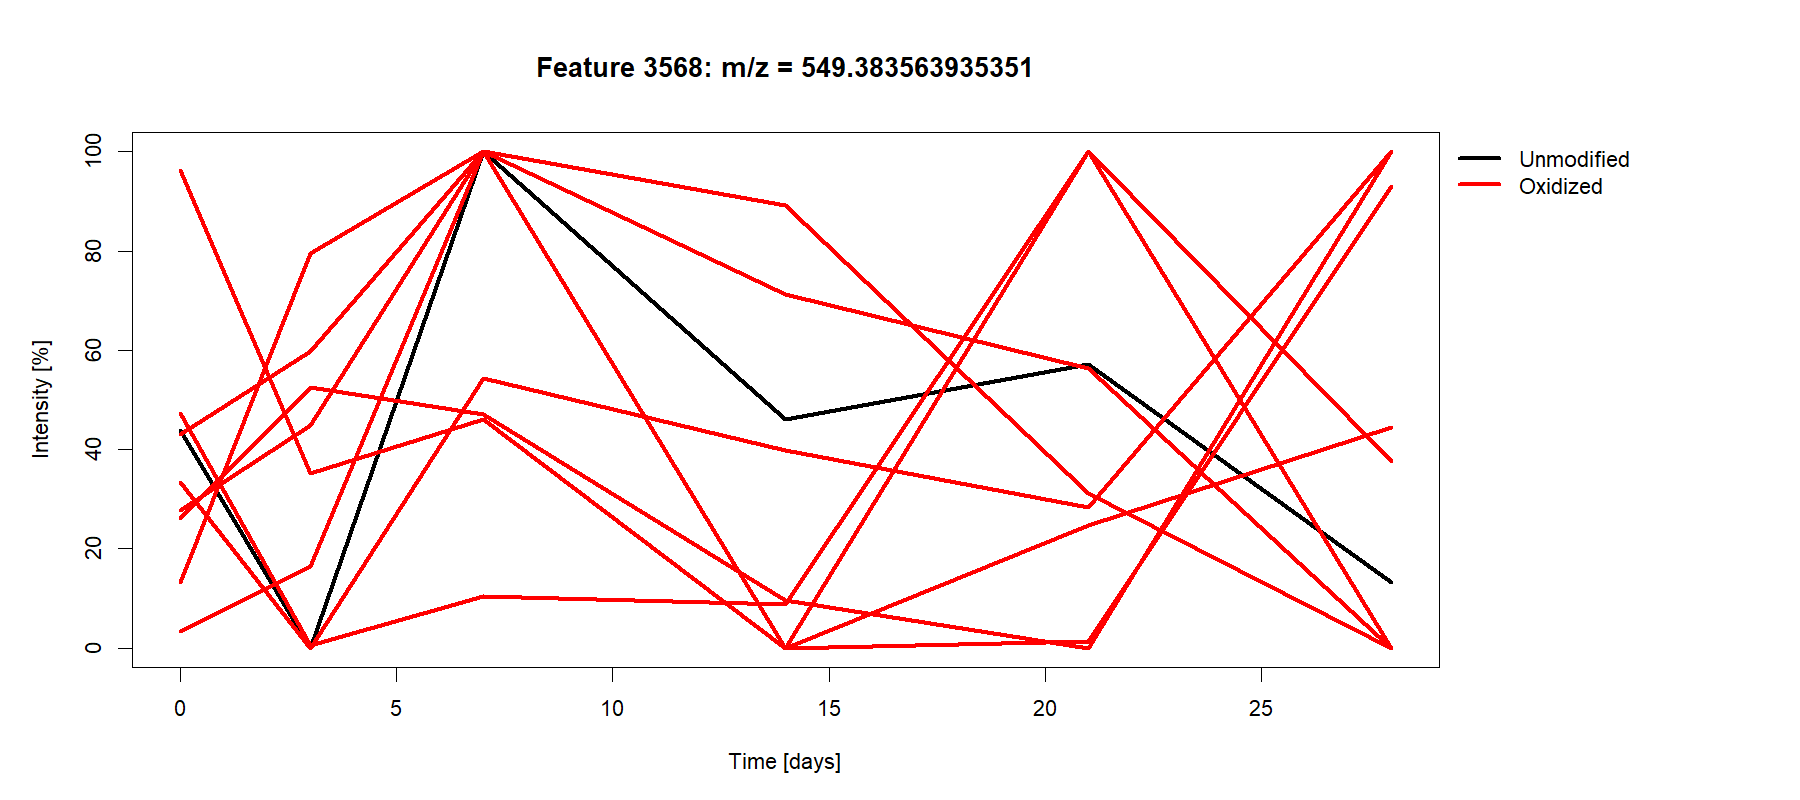 Feature 3568: m/z = 549.383563935351
Unmodified
Oxidized
Intensity [%]
100
80
60
40
20
0
0 5 10 15 20 25
Time [days]